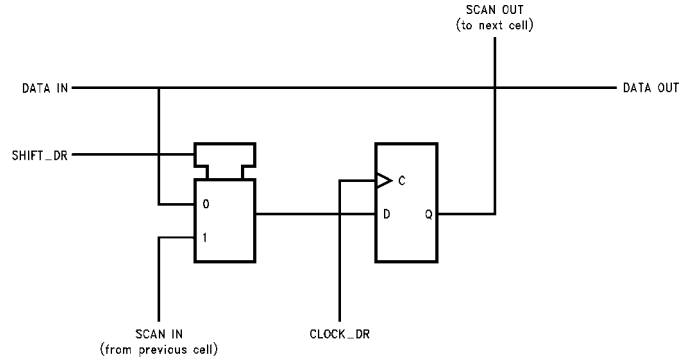 SCAN OUT
(to next cell)
DATA IN
DATA OUT
SHIFT_DR
C
0
D
Q
1
SCAN IN
(from previous cell)
CLOCK_DR